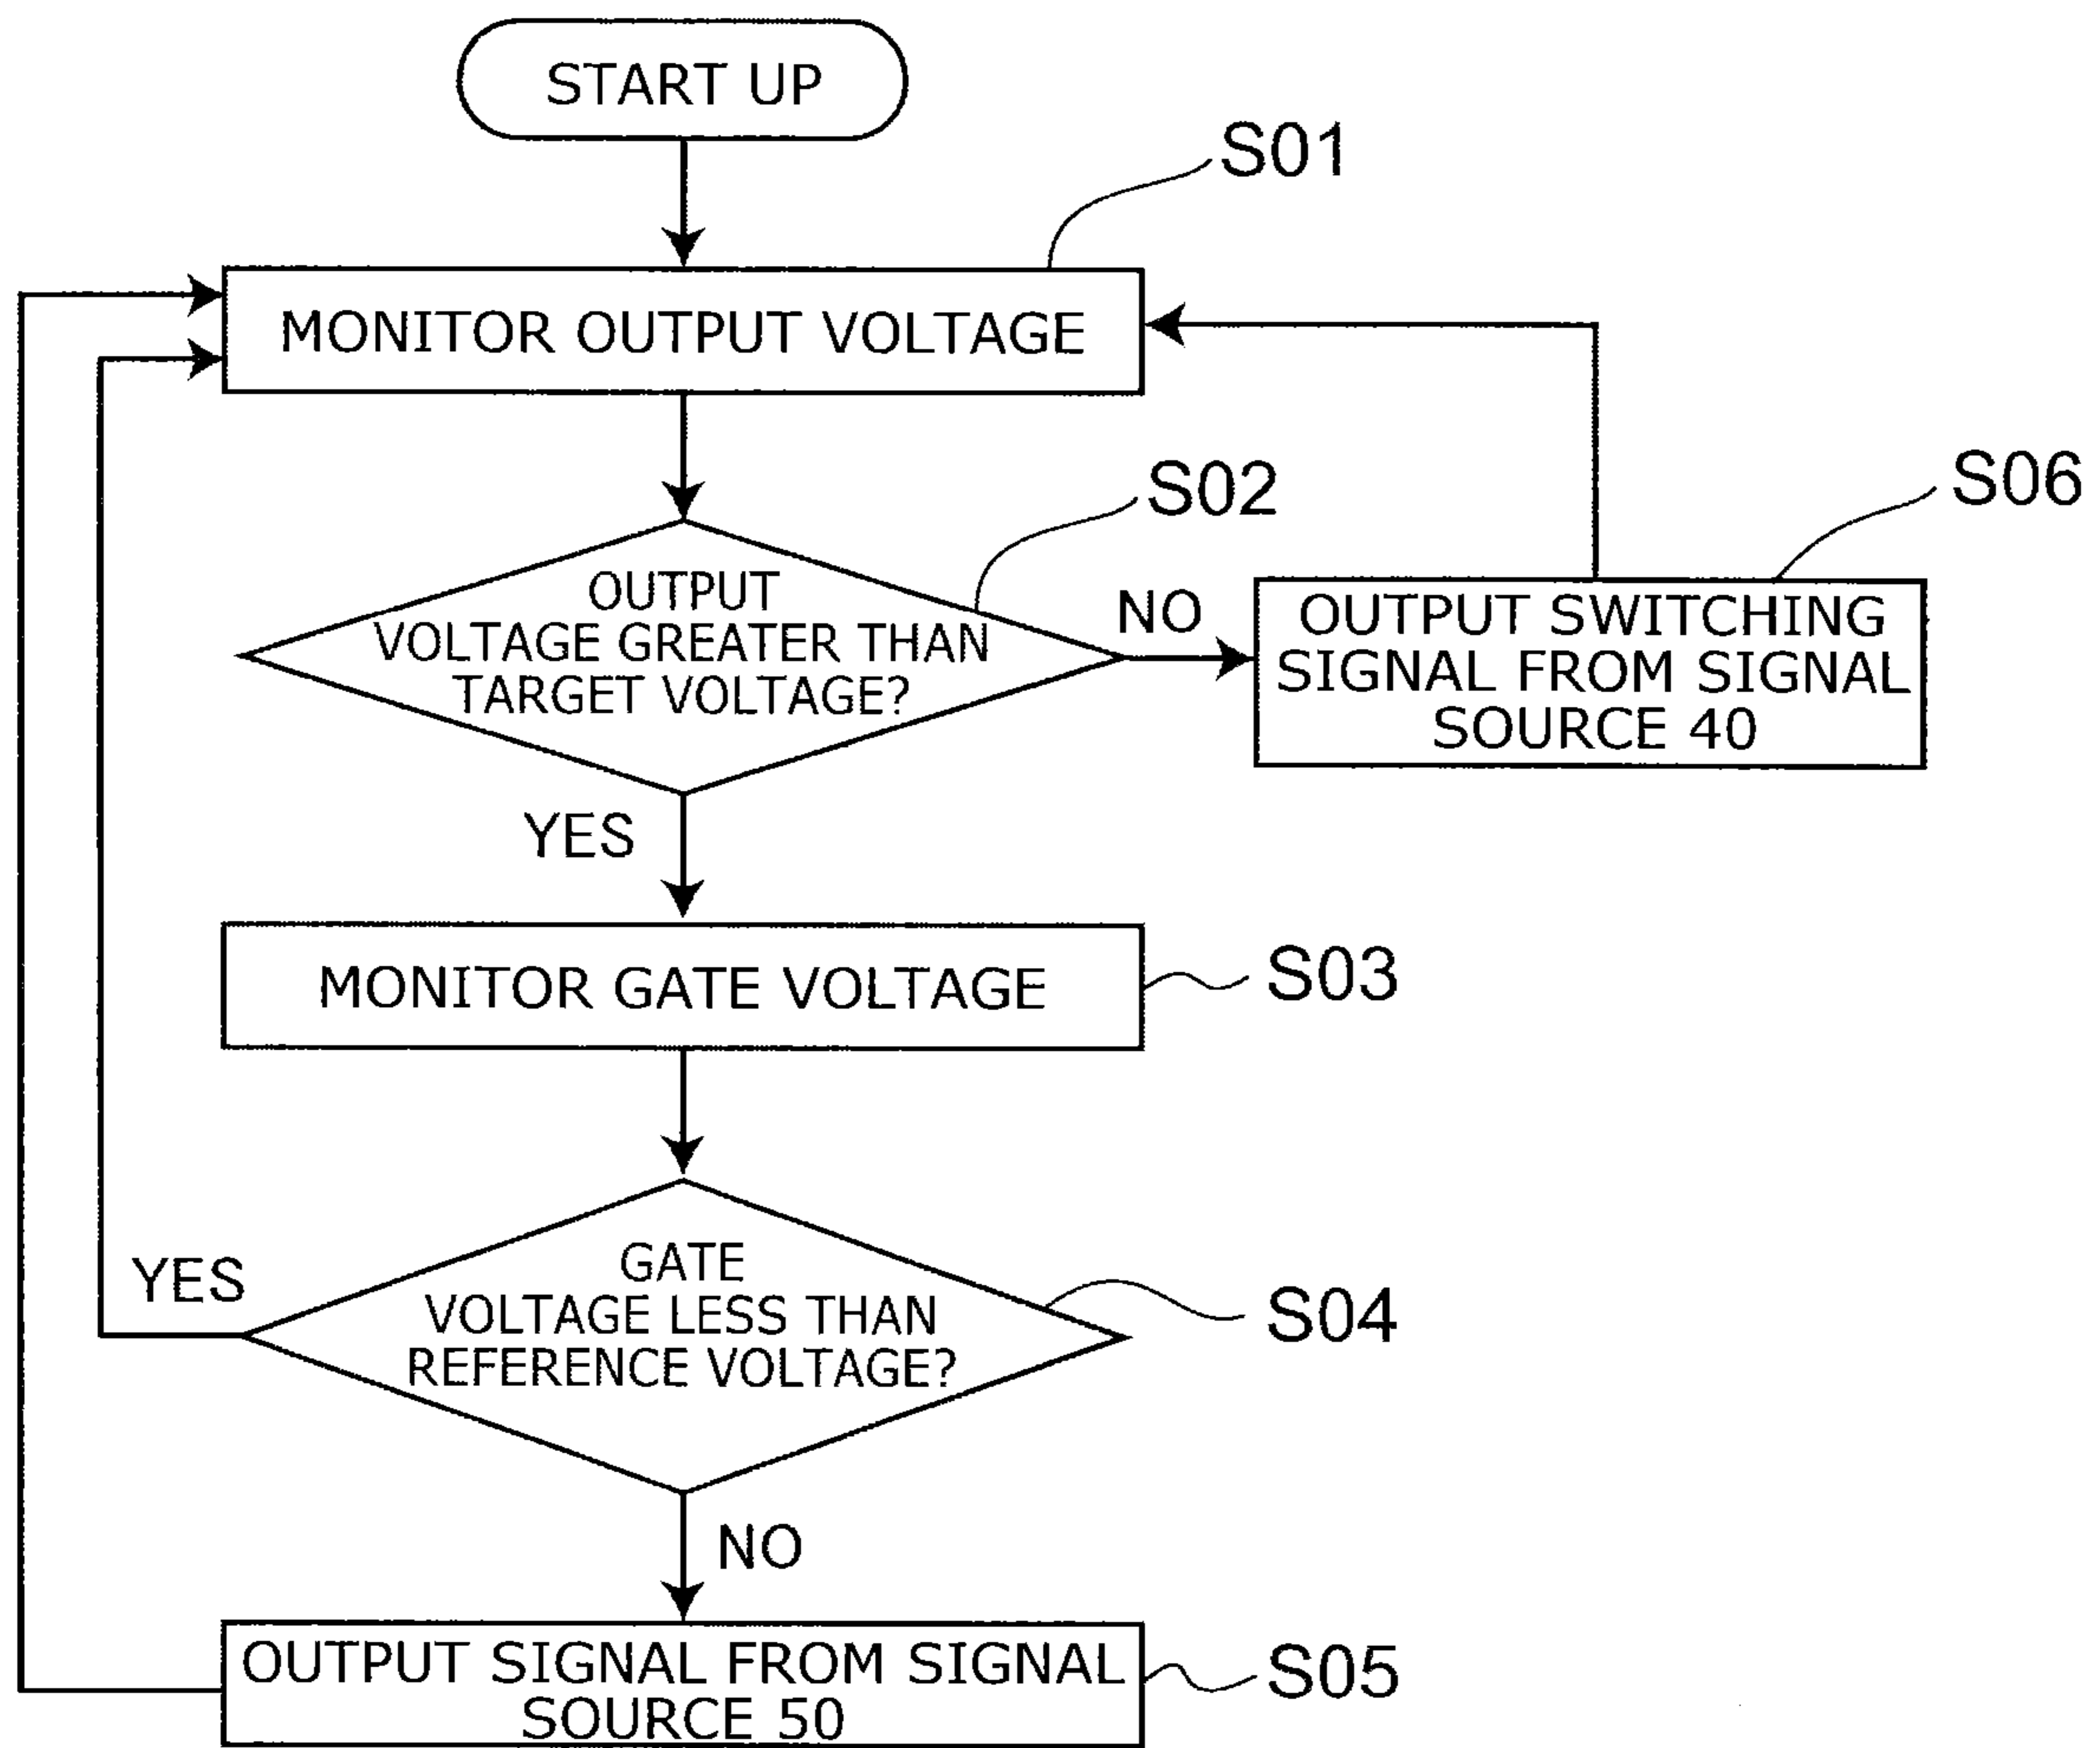 START UP
S01
MONITOR OUTPUT VOLTAGE
S02
S06
OUTPUT
VOLTAGE GREATER THAN
TARGET VOLTAGE?
NO
OUTPUT SWITCHING
SIGNAL FROM SIGNAL
SOURCE 40
YES
MONITOR GATE VOLTAGE
S03
YES
GATE
VOLTAGE LESS THAN
REFERENCE VOLTAGE?
S04
NO
OUTPUT SIGNAL FROM SIGNAL
SOURCE 50
S05